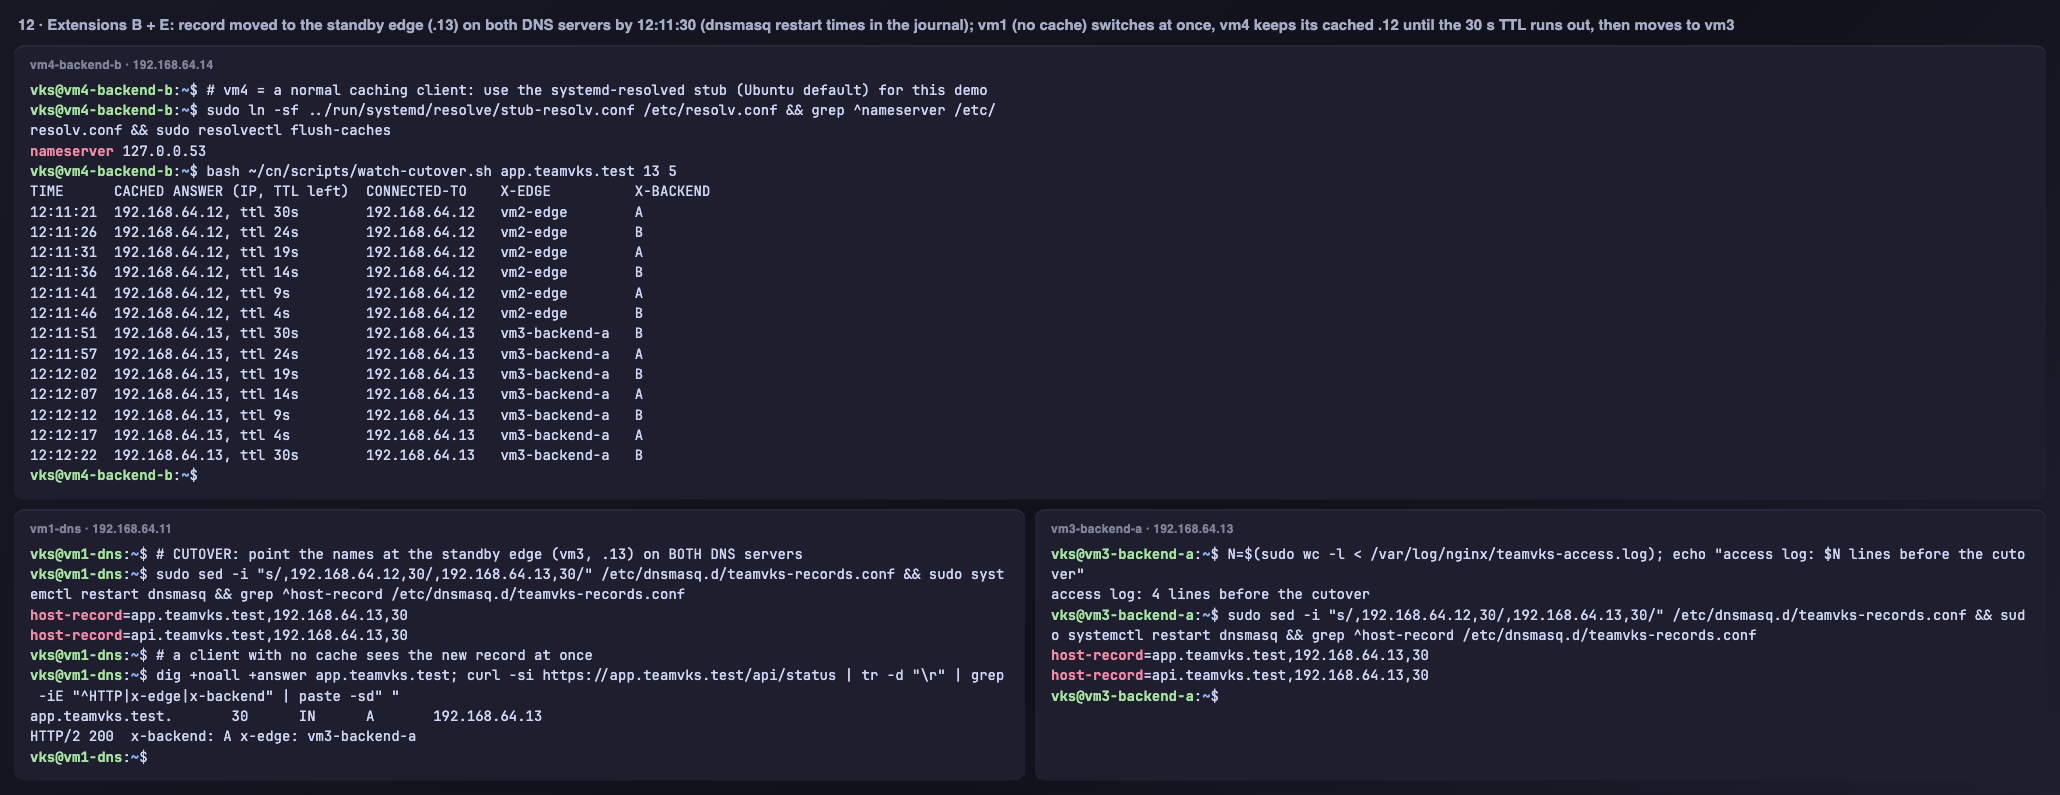 12 · Extensions B + E: record moved to the standby edge (.13) on both DNS servers by 12:11:30 (dnsmasq restart times in the journal); vm1 (no cache) switches at once, vm4 keeps its cached .12 until the 30 s TTL runs out, then moves to vm3
vm4-backend-b · 192.168.64.14
vks@vm4-backend-b:~$ # vm4 = a normal caching client: use the systemd-resolved stub (Ubuntu default) for this demo
vks@vm4-backend-b:~$ sudo ln -sf ../run/systemd/resolve/stub-resolv.conf /etc/resolv.conf && grep ^nameserver /etc/
resolv.conf && sudo resolvectl flush-caches
nameserver 127.0.0.53
vks@vm4-backend-b:~$ bash ~/cn/scripts/watch-cutover.sh app.teamvks.test 13 5
TIME      CACHED ANSWER (IP, TTL left)  CONNECTED-TO    X-EDGE          X-BACKEND
12:11:21  192.168.64.12, ttl 30s        192.168.64.12   vm2-edge        A
12:11:26  192.168.64.12, ttl 24s        192.168.64.12   vm2-edge        B
12:11:31  192.168.64.12, ttl 19s        192.168.64.12   vm2-edge        A
12:11:36  192.168.64.12, ttl 14s        192.168.64.12   vm2-edge        B
12:11:41  192.168.64.12, ttl 9s         192.168.64.12   vm2-edge        A
12:11:46  192.168.64.12, ttl 4s         192.168.64.12   vm2-edge        B
12:11:51  192.168.64.13, ttl 30s        192.168.64.13   vm3-backend-a   B
12:11:57  192.168.64.13, ttl 24s        192.168.64.13   vm3-backend-a   A
12:12:02  192.168.64.13, ttl 19s        192.168.64.13   vm3-backend-a   B
12:12:07  192.168.64.13, ttl 14s        192.168.64.13   vm3-backend-a   A
12:12:12  192.168.64.13, ttl 9s         192.168.64.13   vm3-backend-a   B
12:12:17  192.168.64.13, ttl 4s         192.168.64.13   vm3-backend-a   A
12:12:22  192.168.64.13, ttl 30s        192.168.64.13   vm3-backend-a   B
vks@vm4-backend-b:~$
vm1-dns · 192.168.64.11
vks@vm1-dns:~$ # CUTOVER: point the names at the standby edge (vm3, .13) on BOTH DNS servers
vks@vm1-dns:~$ sudo sed -i "s/,192.168.64.12,30/,192.168.64.13,30/" /etc/dnsmasq.d/teamvks-records.conf && sudo syst
emctl restart dnsmasq && grep ^host-record /etc/dnsmasq.d/teamvks-records.conf
host-record=app.teamvks.test,192.168.64.13,30
host-record=api.teamvks.test,192.168.64.13,30
vks@vm1-dns:~$ # a client with no cache sees the new record at once
vks@vm1-dns:~$ dig +noall +answer app.teamvks.test; curl -si https://app.teamvks.test/api/status | tr -d "\r" | grep
 -iE "^HTTP|x-edge|x-backend" | paste -sd" "
app.teamvks.test.       30      IN      A       192.168.64.13
HTTP/2 200  x-backend: A x-edge: vm3-backend-a
vks@vm1-dns:~$
vm3-backend-a · 192.168.64.13
vks@vm3-backend-a:~$ N=$(sudo wc -l < /var/log/nginx/teamvks-access.log); echo "access log: $N lines before the cuto
ver"
access log: 4 lines before the cutover
vks@vm3-backend-a:~$ sudo sed -i "s/,192.168.64.12,30/,192.168.64.13,30/" /etc/dnsmasq.d/teamvks-records.conf && sud
o systemctl restart dnsmasq && grep ^host-record /etc/dnsmasq.d/teamvks-records.conf
host-record=app.teamvks.test,192.168.64.13,30
host-record=api.teamvks.test,192.168.64.13,30
vks@vm3-backend-a:~$